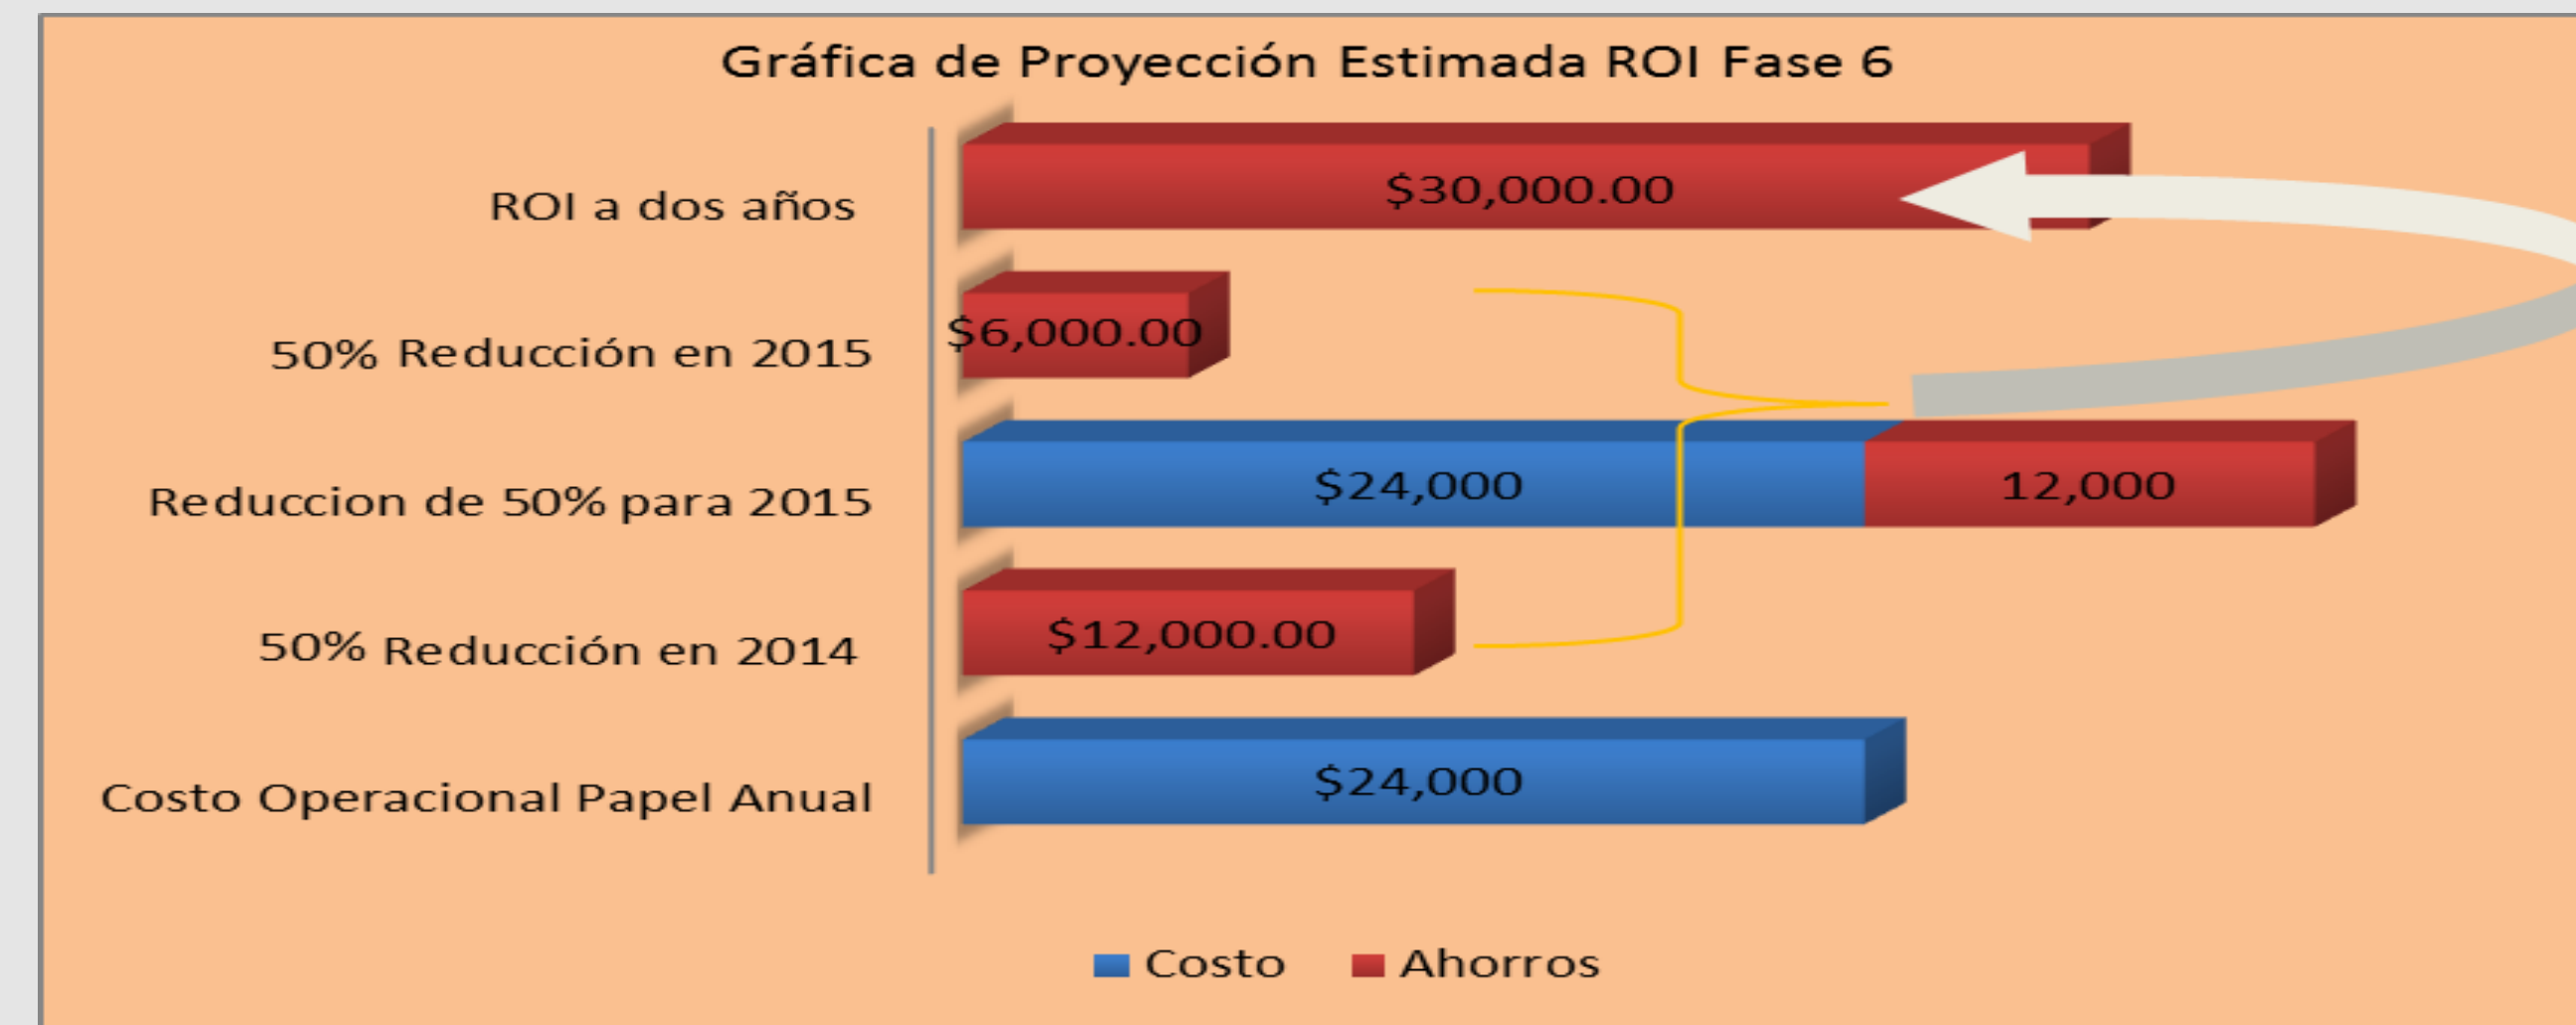 Gráfica de Proyección Estimada ROI Fase 6
ROI a dos años
$30,000.00
50% Reducción en 2015
$6,000.00
Reduccion de 50% para 2015
$24,000
12,000
50% Reducción en 2014
$12,000.00
Costo Operacional Papel Anual
$24,000
Costo
Ahorros